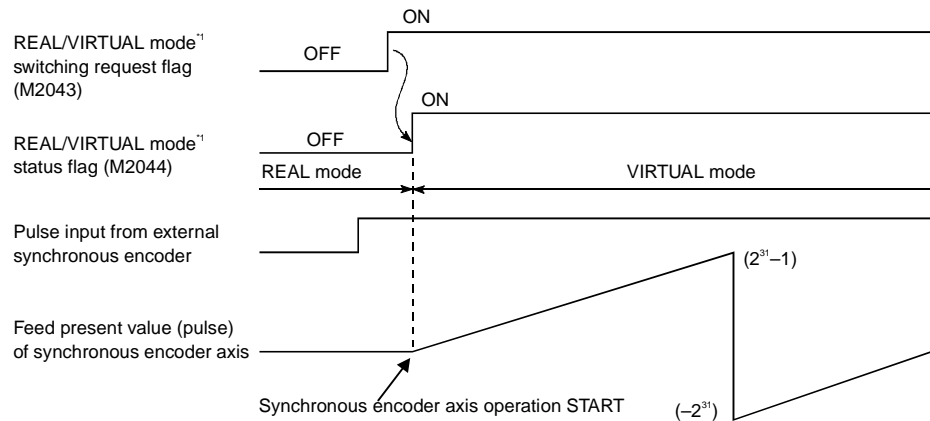 ON
REAL/VIRTUAL mode*1
switching request flag
(M2043)
OFF
ON
REAL/VIRTUAL mode*1
status flag (M2044)
OFF
REAL mode
VIRTUAL mode
Pulse input from external
synchronous encoder
(2^31–1)
Feed present value (pulse)
of synchronous encoder axis
Synchronous encoder axis operation START
(–2^31)